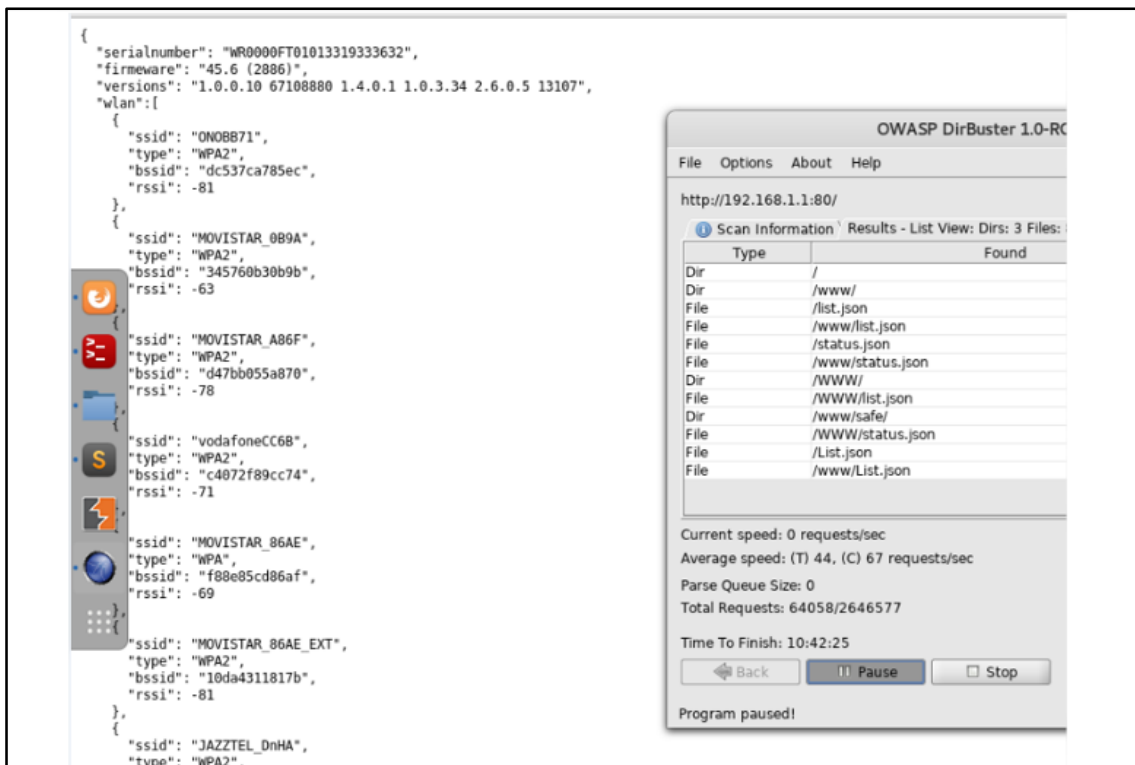 {
"serialnumber": "WR0000FT01013319333632",
"firmeware": "45.6 (2886)",
"versions": "1.0.0.10 67108880 1.4.0.1 1.0.3.34 2.6.0.5 13107",
"wlan":[
{
"ssid": "ONOBB71",
"type": "WPA2",
"bssid": "dc537ca785ec",
"rssi": -81
},
{
"ssid": "MOVISTAR_0B9A",
"type": "WPA2",
"bssid": "345760b30b9b",
"rssi": -63
},
{
"ssid": "MOVISTAR_A86F",
"type": "WPA2",
"bssid": "d47bb055a870",
"rssi": -78
},
{
"ssid": "vodafoneCC6B",
"type": "WPA2",
"bssid": "c4072f89cc74",
"rssi": -71
},
"ssid": "MOVISTAR_86AE",
"type": "WPA",
"bssid": "f88e85cd86af",
"rssi": -69
},
{
"ssid": "MOVISTAR_86AE_EXT",
"type": "WPA2",
"bssid": "10da4311817b",
"rssi": -81
},
{
"ssid": "JAZZTEL_DnHA",
"type": "WPA2",
OWASP DirBuster 1.0-RC
File Options About Help
http://192.168.1.1:80/
Scan Information Results - List View: Dirs: 3 Files:
Type Found
Dir /
Dir /www/
File /list.json
File /www/list.json
File /status.json
File /www/status.json
Dir /WWW/
File /WWW/list.json
Dir /www/safe/
File /WWW/status.json
File /List.json
File /www/List.json
Current speed: 0 requests/sec
Average speed: (T) 44, (C) 67 requests/sec
Parse Queue Size: 0
Total Requests: 64058/2646577
Time To Finish: 10:42:25
Back Pause Stop
Program paused!